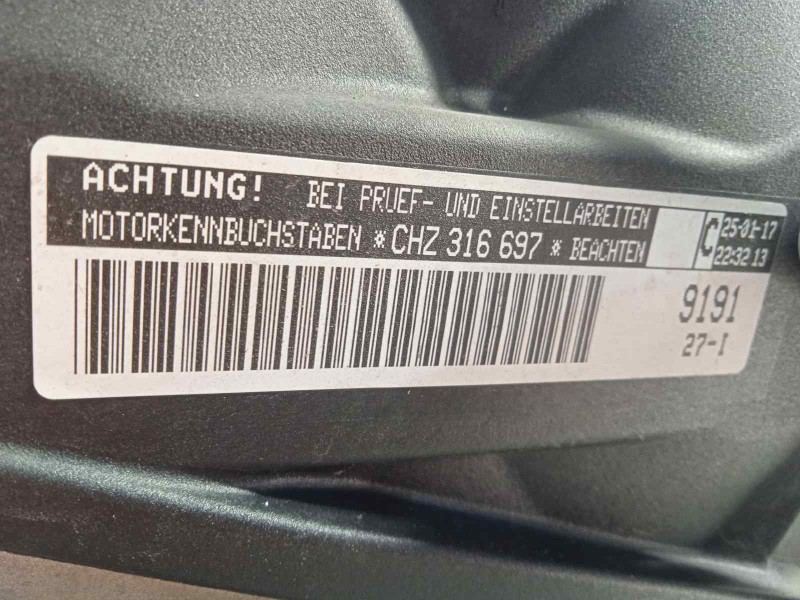 ACHTUNG! BEI PRUEF- UND EINSTELLARBEITEN
MOTORKENNBUCHSTABEN *CHZ 316 697* BEACHTEN
C
25-01-17
22:32 13
9191
27-I